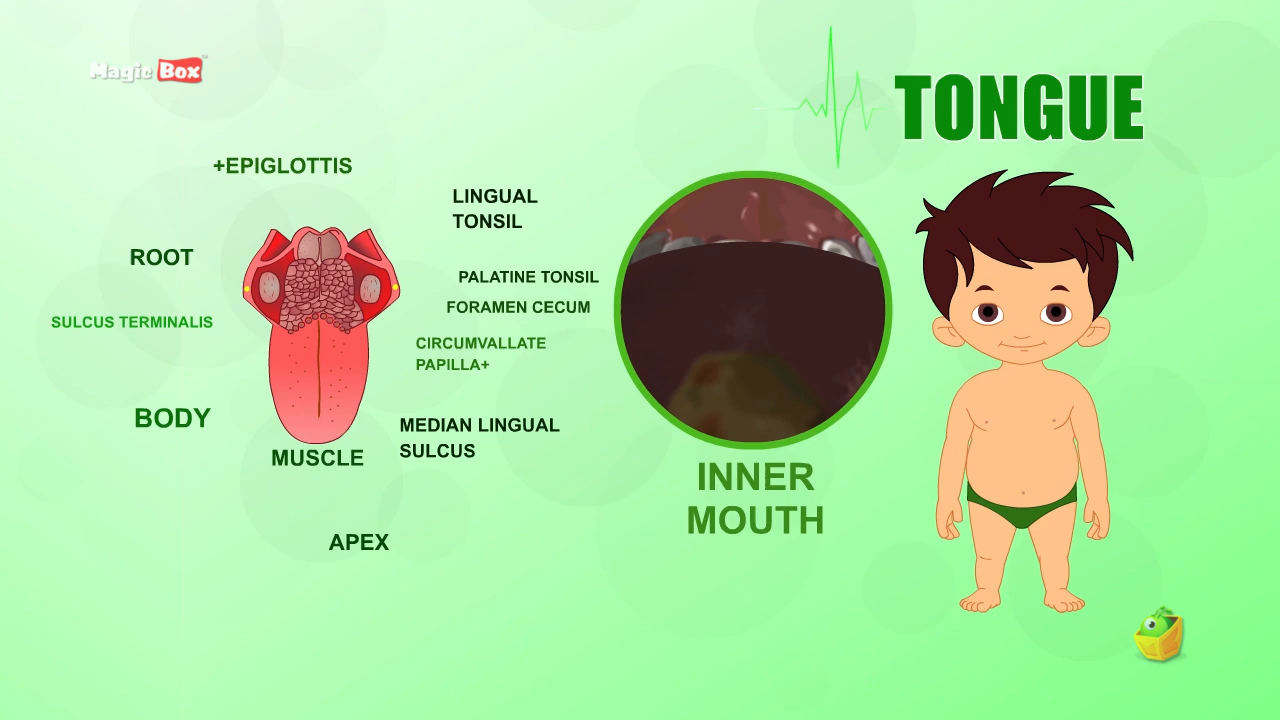 Magic Box
TONGUE
+EPIGLOTTIS
LINGUAL
TONSIL
ROOT
PALATINE TONSIL
FORAMEN CECUM
SULCUS TERMINALIS
CIRCUMVALLATE
PAPILLA+
BODY
MEDIAN LINGUAL
SULCUS
MUSCLE
APEX
INNER
MOUTH